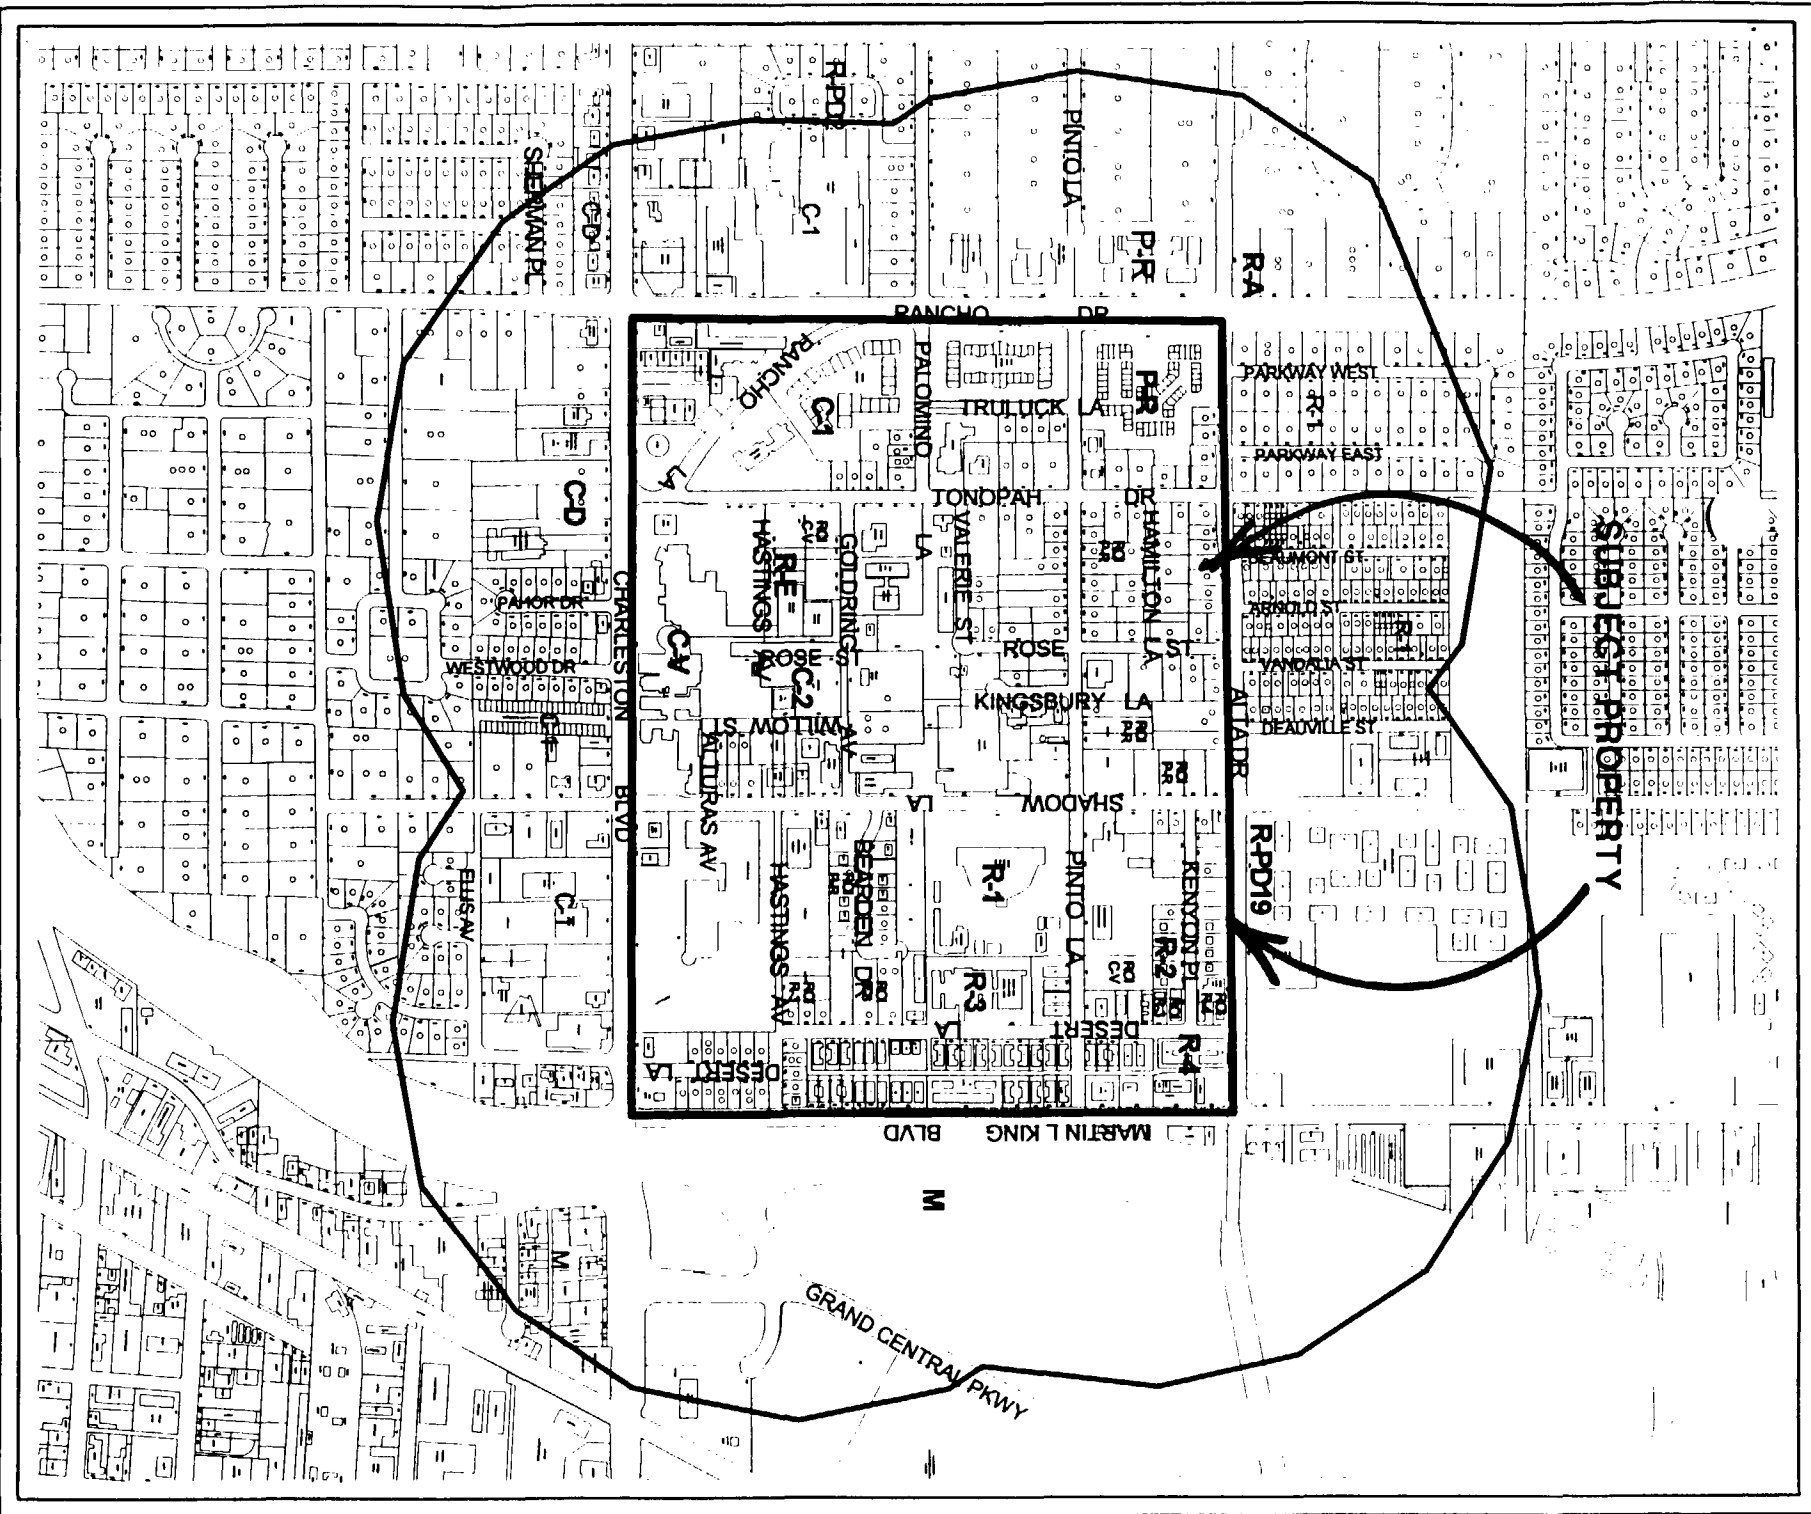 R-PD2
PINTO LA
SHERMAN PL
C-D
C-1
P-R
R-A
RANCHO DR
RANCHO
LA
PALOMINO
LA
C-1
P-R
TRULUCK LA
PARKWAY WEST
R-1
PARKWAY EAST
TONOPAH DR
C-D
HASTINGS AV
R-E
GOLDRING
AV
VALERIE ST
HAMILTON LA
BEAUMONT ST
ARNOLD ST
R-1
VANDALIA ST
DEAUVILLE ST
SUBJECT PROPERTY
PAHOR DR
WESTWOOD DR
CHARLESTON BLVD
C-V
ROSE ST
ROSE ST
C-2
KINGSBURY LA
WILLOW ST
ALTURAS AV
ALTA DR
C-1
SHADOW LA
ELLIS AV
C-1
HASTINGS AV
BEARDEN DR
R-1
PINTO LA
KENYON PL
R-2
R-PD19
R-3
R-4
DESERT LA
DESERT LA
MARTIN L KING BLVD
M
M
GRAND CENTRAL PKWY